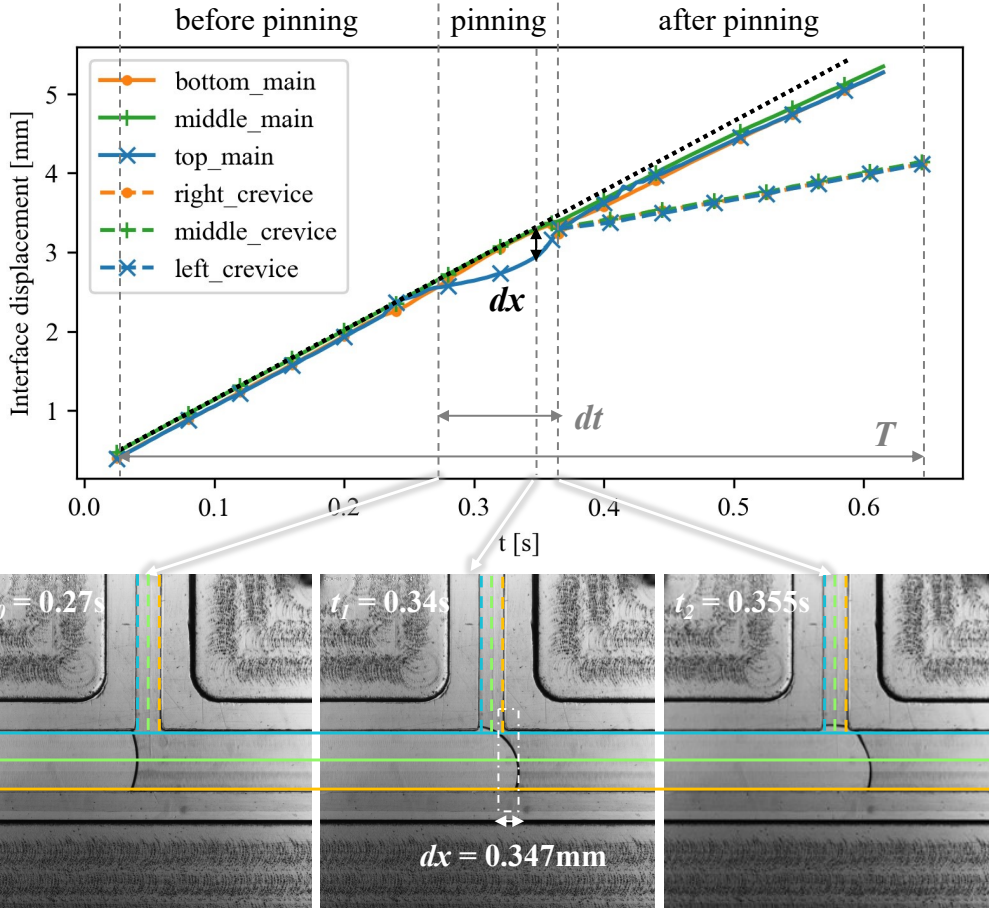 before pinning
pinning
after pinning
bottom_main
middle_main
top_main
right_crevice
middle_crevice
left_crevice
Interface displacement [mm]
5
4
3
2
1
dx
dt
T
0.0
0.1
0.2
0.3
0.4
0.5
0.6
t [s]
0 = 0.27s
t1 = 0.34s
t2 = 0.355s
dx = 0.347mm